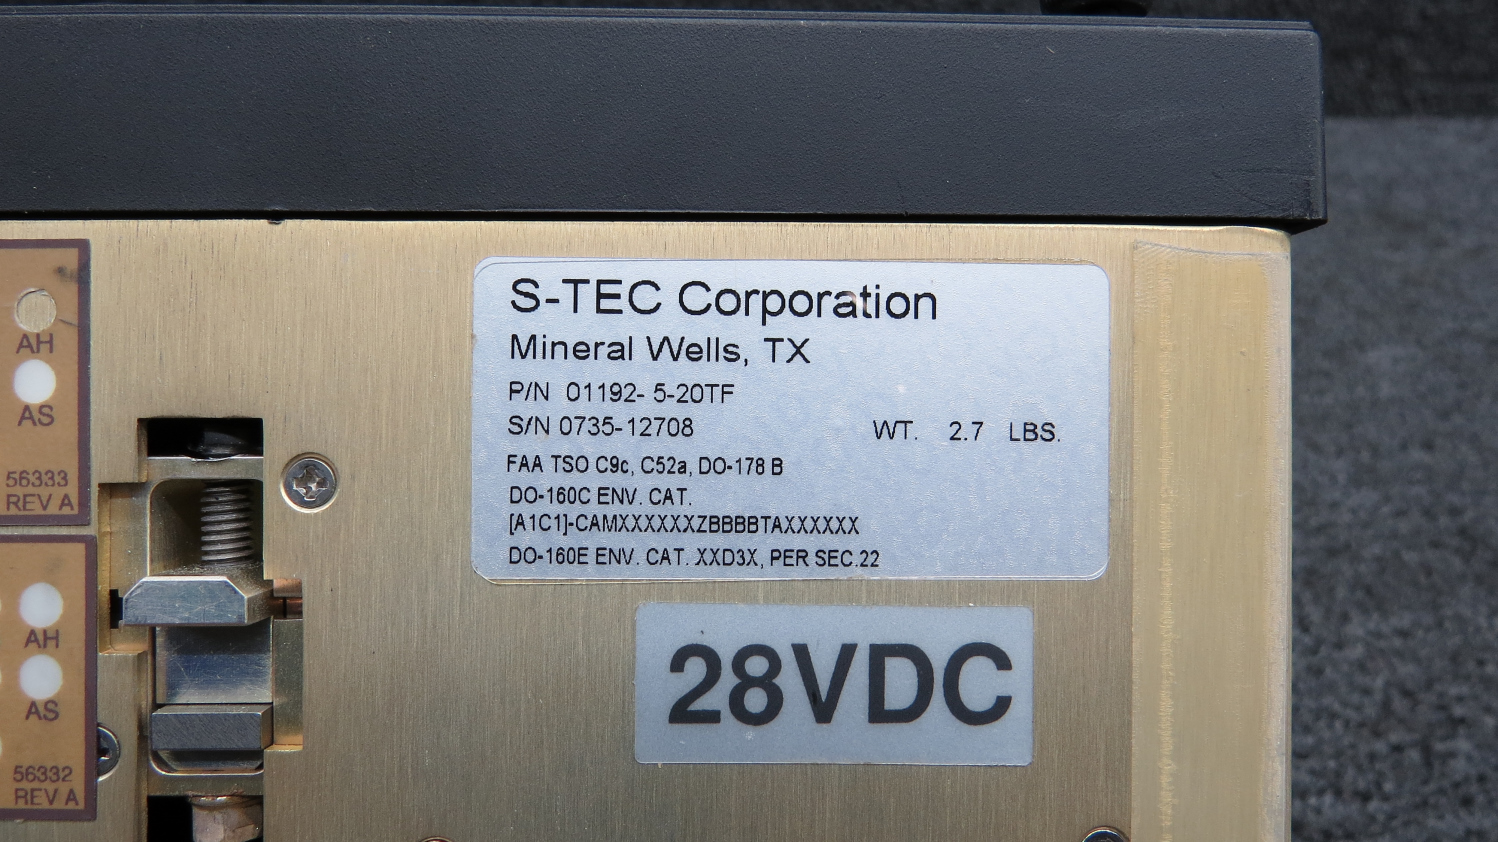 S-TEC Corporation
Mineral Wells, TX
P/N 01192- 5-20TF
S/N 0735-12708 WT. 2.7 LBS.
FAA TSO C9c, C52a, DO-178 B
DO-160C ENV. CAT.
[A1C1]-CAMXXXXXXZBBBBTAXXXXXX
DO-160E ENV. CAT. XXD3X, PER SEC.22
28VDC
AH
AS
56333
REV A
AH
AS
56332
REV A